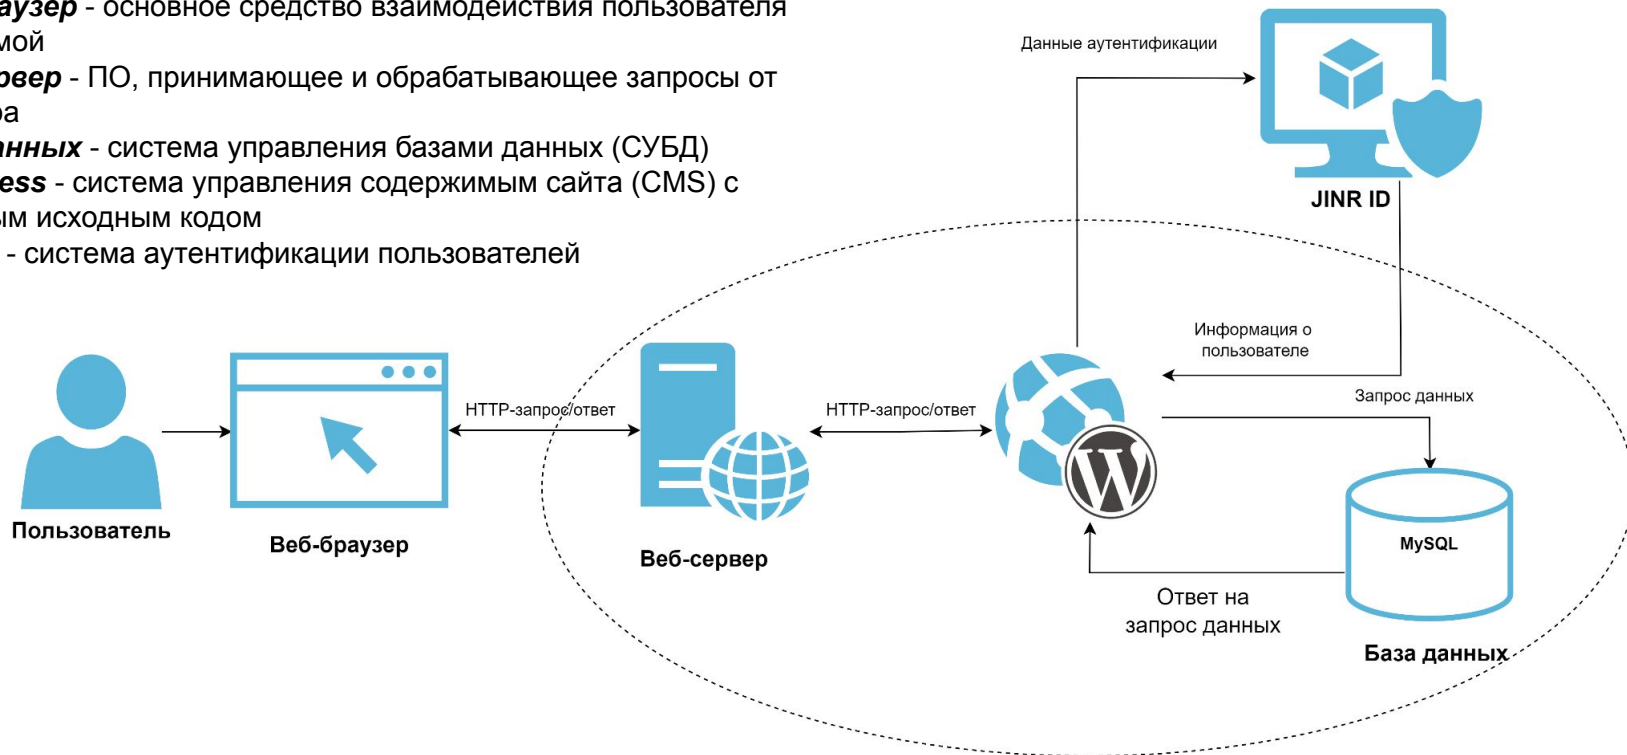 аузер - основное средство взаимодействия пользователя
мой
рвер - ПО, принимающее и обрабатывающее запросы от
ра
анных - система управления базами данных (СУБД)
ess - система управления содержимым сайта (CMS) с
ым исходным кодом
- система аутентификации пользователей
Данные аутентификации
JINR ID
Информация о
пользователе
Запрос данных
HTTP-запрос/ответ
HTTP-запрос/ответ
Пользователь
Веб-браузер
Веб-сервер
W
MySQL
Ответ на
запрос данных
База данных